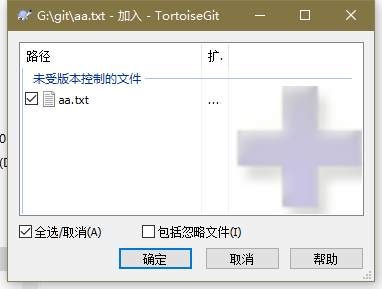 G:\git\aa.txt - 加入 - TortoiseGit
路径 扩.
未受版本控制的文件
aa.txt ....
全选/取消(A) 包括忽略文件(I)
确定 取消 帮助